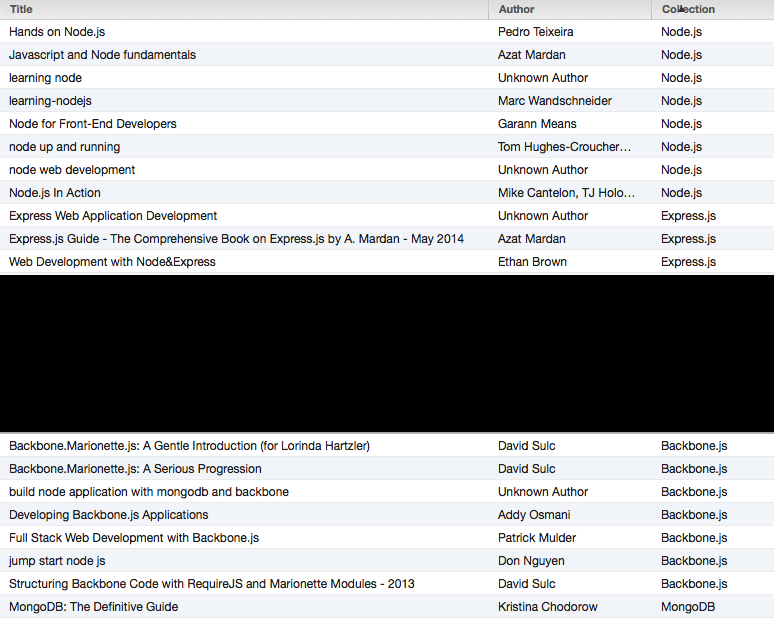 Title Author Collection
Hands on Node.js Pedro Teixeira Node.js
Javascript and Node fundamentals Azat Mardan Node.js
learning node Unknown Author Node.js
learning-nodejs Marc Wandschneider Node.js
Node for Front-End Developers Garann Means Node.js
node up and running Tom Hughes-Croucher… Node.js
node web development Unknown Author Node.js
Node.js In Action Mike Cantelon, TJ Holo… Node.js
Express Web Application Development Unknown Author Express.js
Express.js Guide - The Comprehensive Book on Express.js by A. Mardan - May 2014 Azat Mardan Express.js
Web Development with Node&Express Ethan Brown Express.js
Backbone.Marionette.js: A Gentle Introduction (for Lorinda Hartzler) David Sulc Backbone.js
Backbone.Marionette.js: A Serious Progression David Sulc Backbone.js
build node application with mongodb and backbone Unknown Author Backbone.js
Developing Backbone.js Applications Addy Osmani Backbone.js
Full Stack Web Development with Backbone.js Patrick Mulder Backbone.js
jump start node js Don Nguyen Backbone.js
Structuring Backbone Code with RequireJS and Marionette Modules - 2013 David Sulc Backbone.js
MongoDB: The Definitive Guide Kristina Chodorow MongoDB